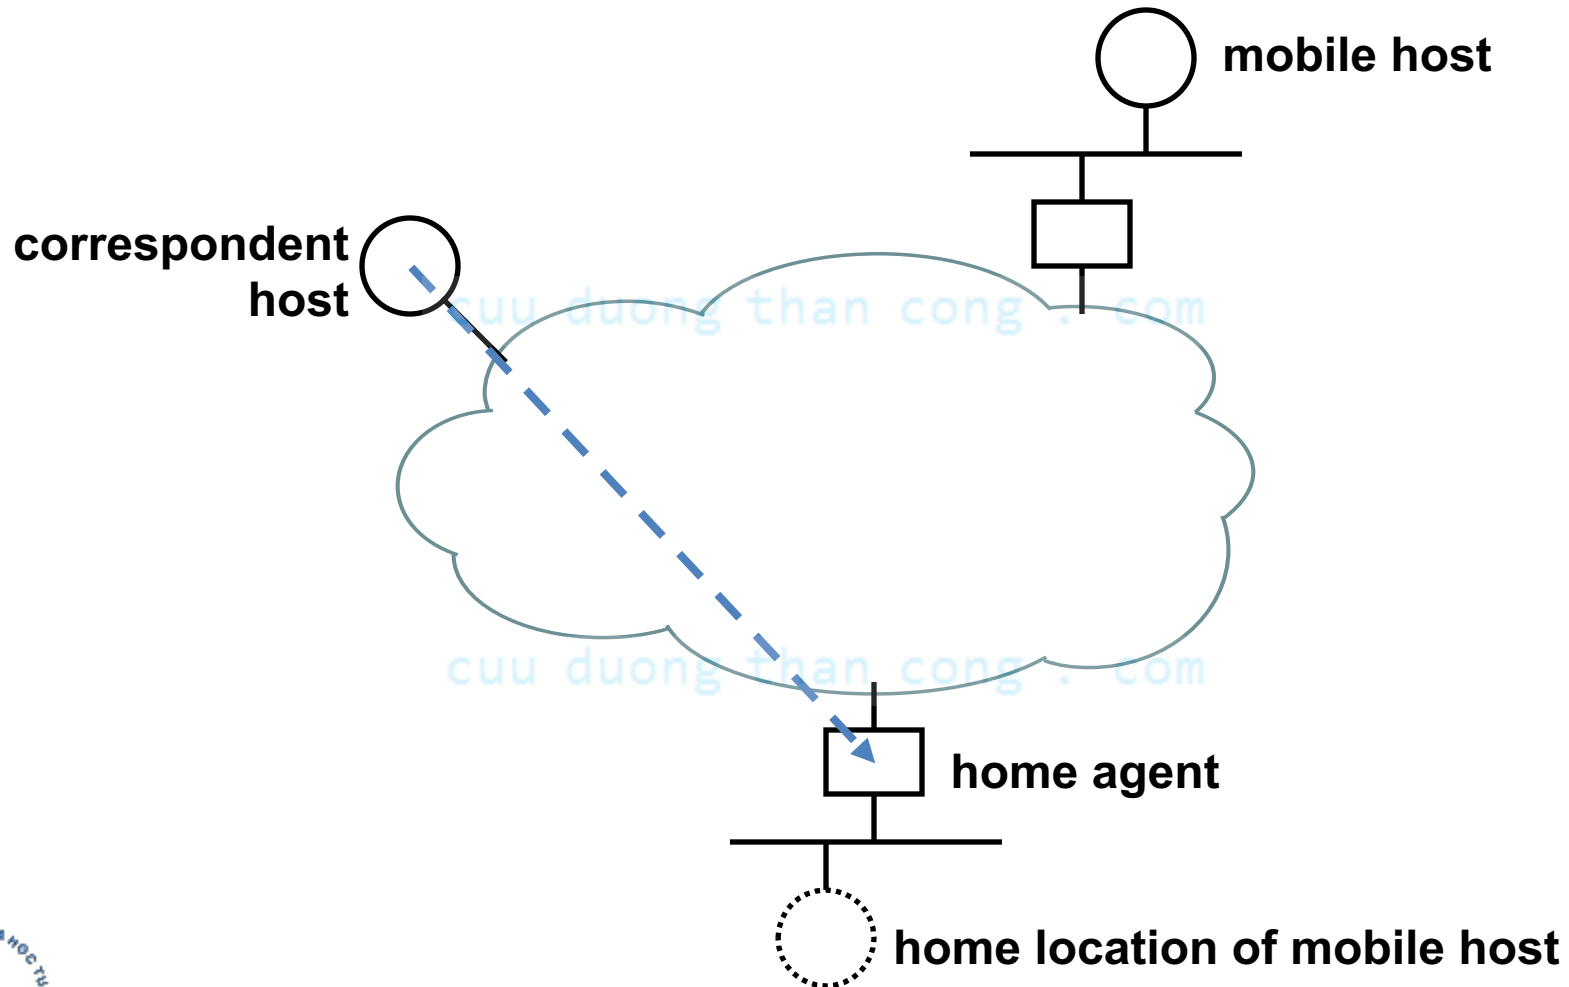 mobile host
correspondent
host
cuu duong than cong . com
cuu duong than cong . com
home agent
home location of mobile host